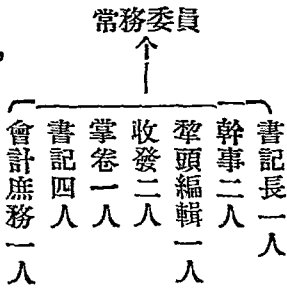 常務委員
書記長一人
幹事二人
犂頭編輯一人
收發二人
掌卷一人
書記四人
會計庶務一人